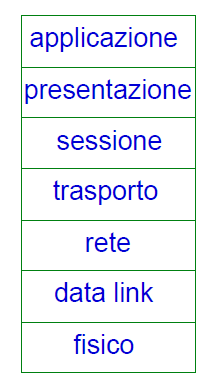 applicazione
presentazione
sessione
trasporto
rete
data link
fisico